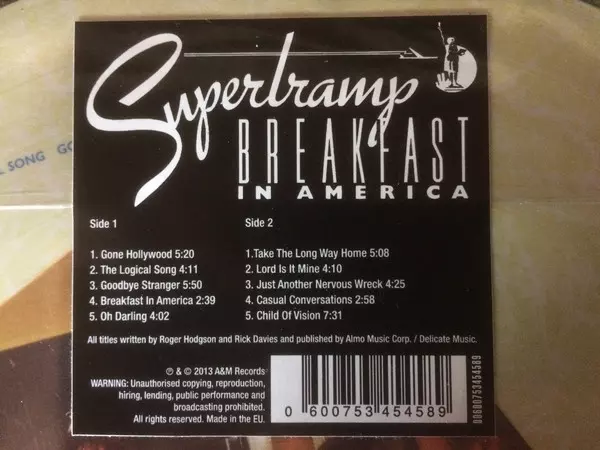 Supertramp
BREAKFAST
IN AMERICA
SONG GO
Side 1
1. Gone Hollywood 5:20
2. The Logical Song 4:11
3. Goodbye Stranger 5:50
4. Breakfast In America 2:39
5. Oh Darling 4:02
Side 2
1.Take The Long Way Home 5:08
2. Lord Is It Mine 4:10
3. Just Another Nervous Wreck 4:25
4. Casual Conversations 2:58
5. Child Of Vision 7:31
All titles written by Roger Hodgson and Rick Davies and published by Almo Music Corp. / Delicate Music.
℗ & © 2013 A&M Records
WARNING: Unauthorised copying, reproduction,
hiring, lending, public performance and
broadcasting prohibited.
All rights reserved. Made in the EU.
0 600753 454589
00600753454589